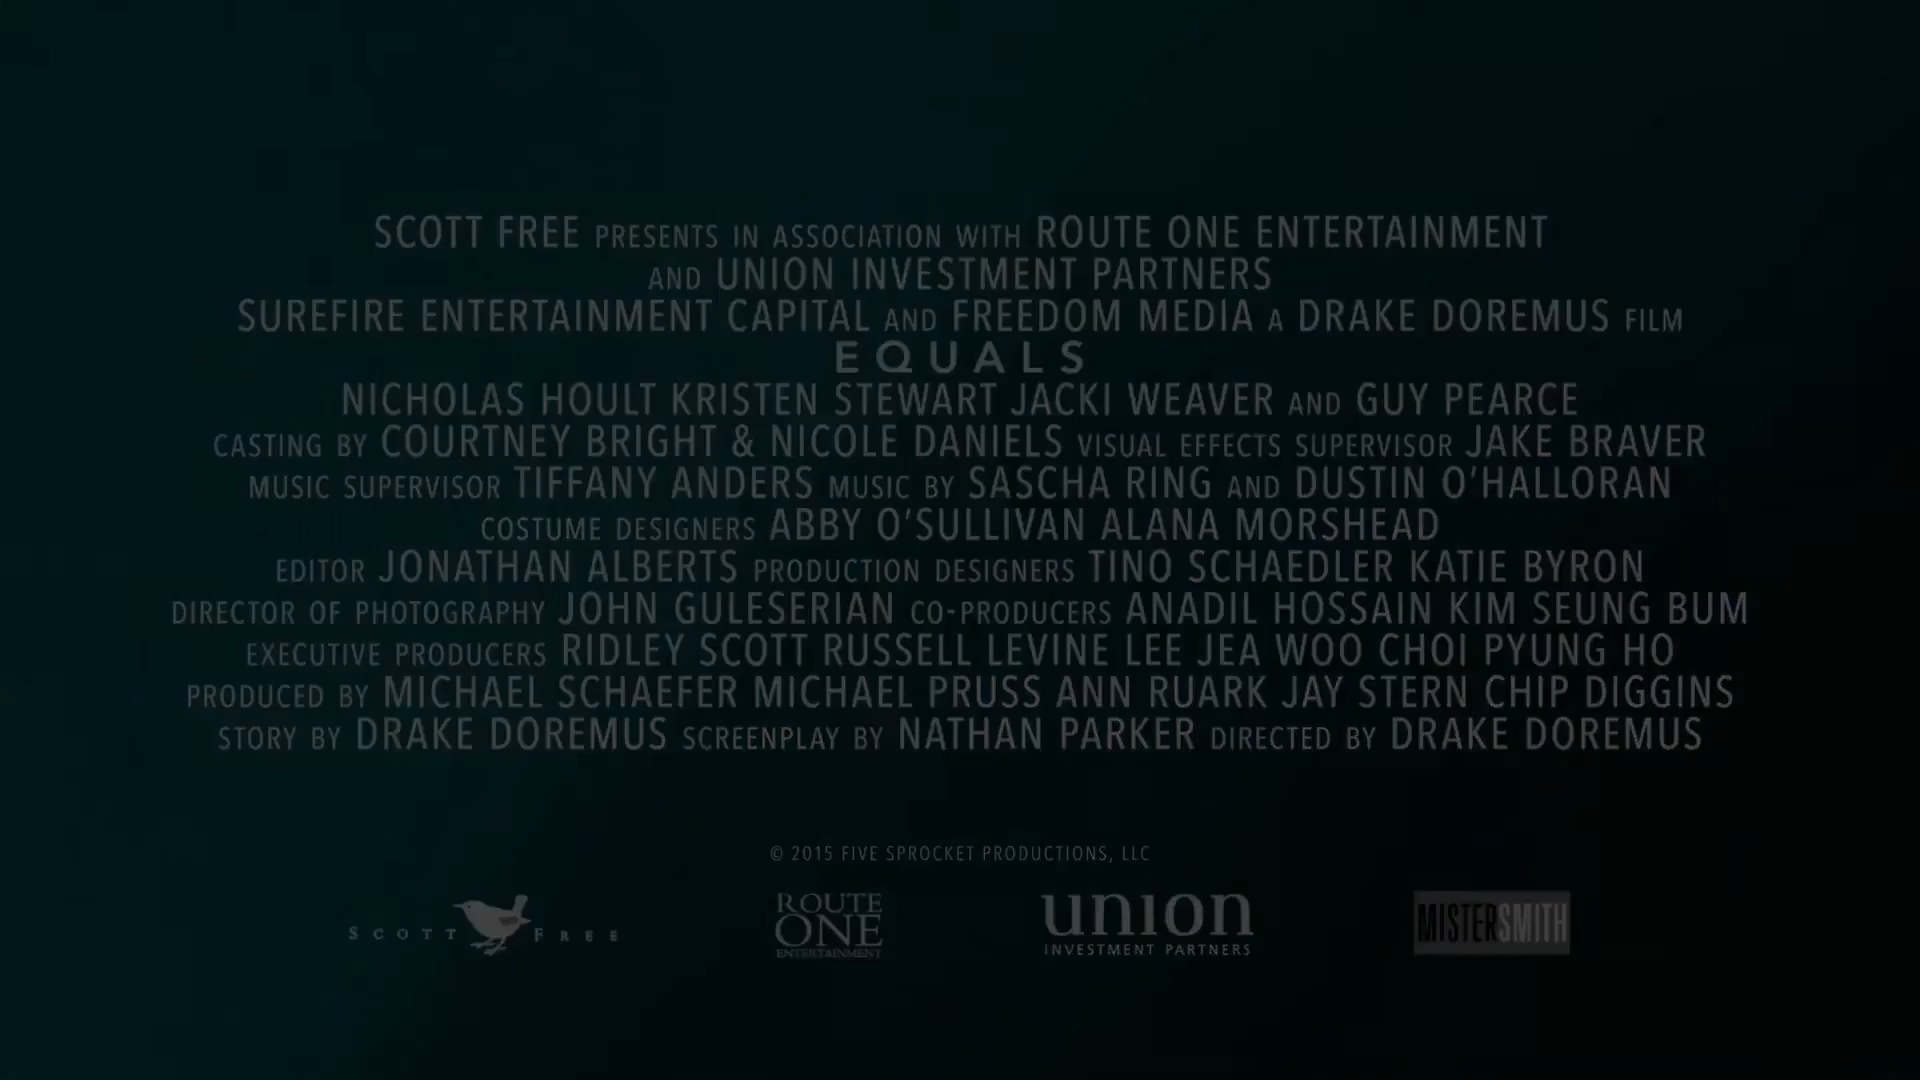 SCOTT FREE PRESENTS IN ASSOCIATION WITH ROUTE ONE ENTERTAINMENT
AND UNION INVESTMENT PARTNERS
SUREFIRE ENTERTAINMENT CAPITAL AND FREEDOM MEDIA A DRAKE DOREMUS FILM
EQUALS
NICHOLAS HOULT KRISTEN STEWART JACKI WEAVER AND GUY PEARCE
CASTING BY COURTNEY BRIGHT & NICOLE DANIELS VISUAL EFFECTS SUPERVISOR JAKE BRAVER
MUSIC SUPERVISOR TIFFANY ANDERS MUSIC BY SASCHA RING AND DUSTIN O'HALLORAN
COSTUME DESIGNERS ABBY O'SULLIVAN ALANA MORSHEAD
EDITOR JONATHAN ALBERTS PRODUCTION DESIGNERS TINO SCHAEDLER KATIE BYRON
DIRECTOR OF PHOTOGRAPHY JOHN GULESERIAN CO-PRODUCERS ANADIL HOSSAIN KIM SEUNG BUM
EXECUTIVE PRODUCERS RIDLEY SCOTT RUSSELL LEVINE LEE JEA WOO CHOI PYUNG HO
PRODUCED BY MICHAEL SCHAEFER MICHAEL PRUSS ANN RUARK JAY STERN CHIP DIGGINS
STORY BY DRAKE DOREMUS SCREENPLAY BY NATHAN PARKER DIRECTED BY DRAKE DOREMUS
© 2015 FIVE SPROCKET PRODUCTIONS, LLC
SCOTT FREE
ROUTE
ONE
ENTERTAINMENT
union
INVESTMENT PARTNERS
MISTERSMITH